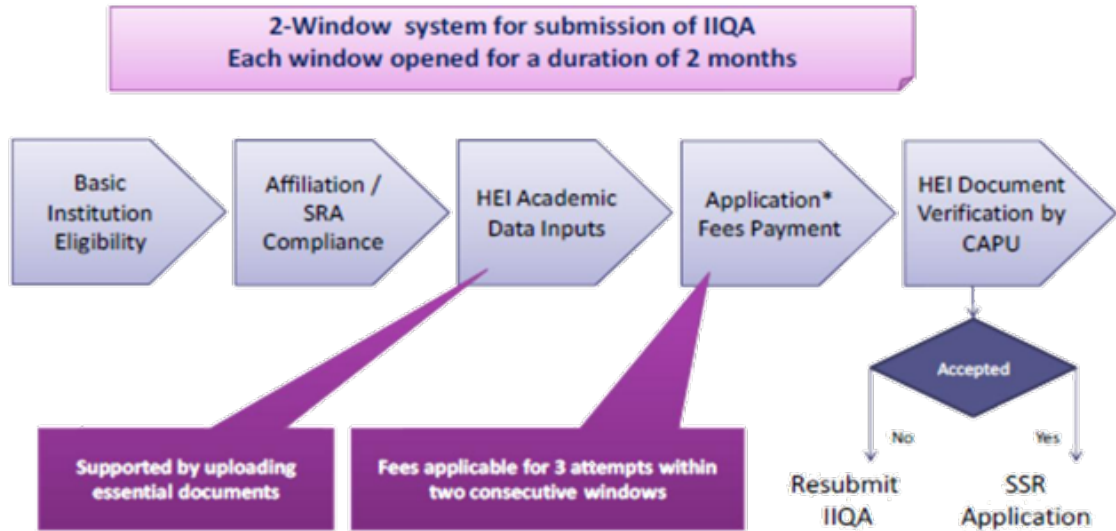 2-Window system for submission of IIQA
Each window opened for a duration of 2 months
Basic
Institution
Eligibility
Affiliation /
SRA
Compliance
HEI Academic
Data Inputs
Application*
Fees Payment
HEI Document
Verification by
CAPU
Accepted
No
Yes
Supported by uploading
essential documents
Fees applicable for 3 attempts within
two consecutive windows
Resubmit
IIQA
SSR
Application